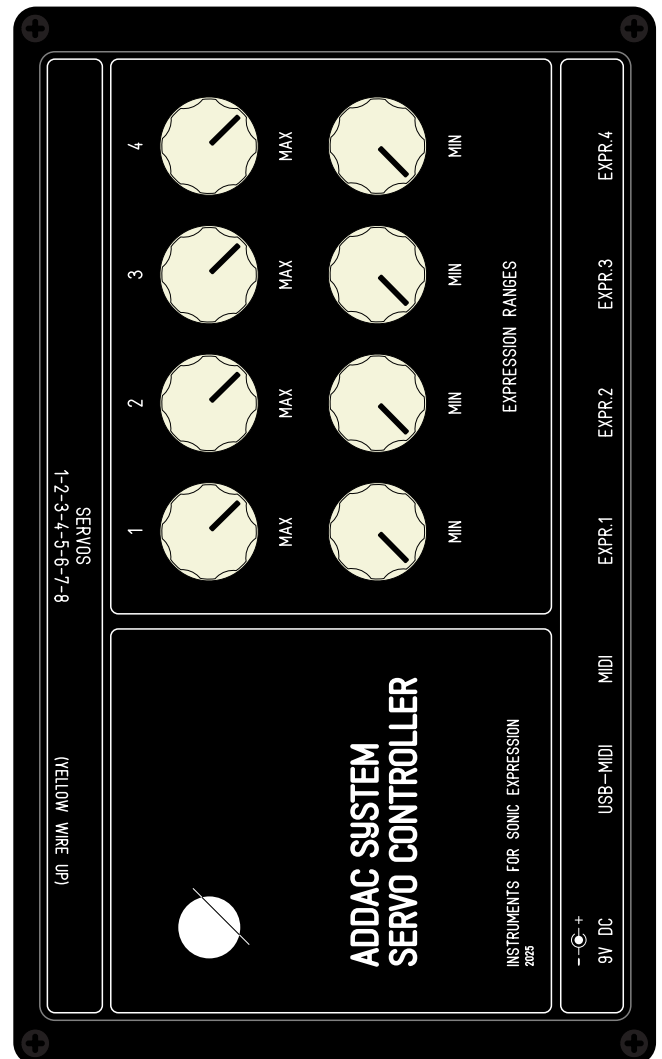 9V DC
USB-MIDI
MIDI
EXPR.1
EXPR.2
EXPR.3
EXPR.4
ADDAC SYSTEM
SERVO CONTROLLER
INSTRUMENTS FOR SONIC EXPRESSION
2025
1
2
3
4
MAX
MAX
MAX
MAX
MIN
MIN
MIN
MIN
EXPRESSION RANGES
SERVOS
1-2-3-4-5-6-7-8
(YELLOW WIRE UP)